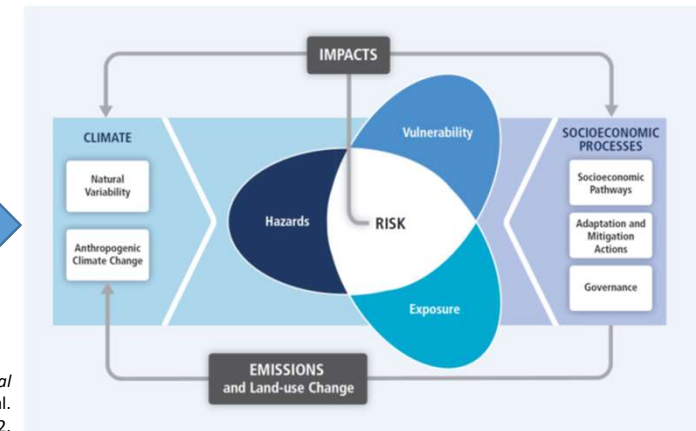 IMPACTS
CLIMATE
Natural
Variability
Anthropogenic
Climate Change
Vulnerability
Hazards
RISK
Exposure
SOCIOECONOMIC
PROCESSES
Socioeconomic
Pathways
Adaptation and
Mitigation
Actions
Governance
EMISSIONS
and Land-use Change
al
al.
2.